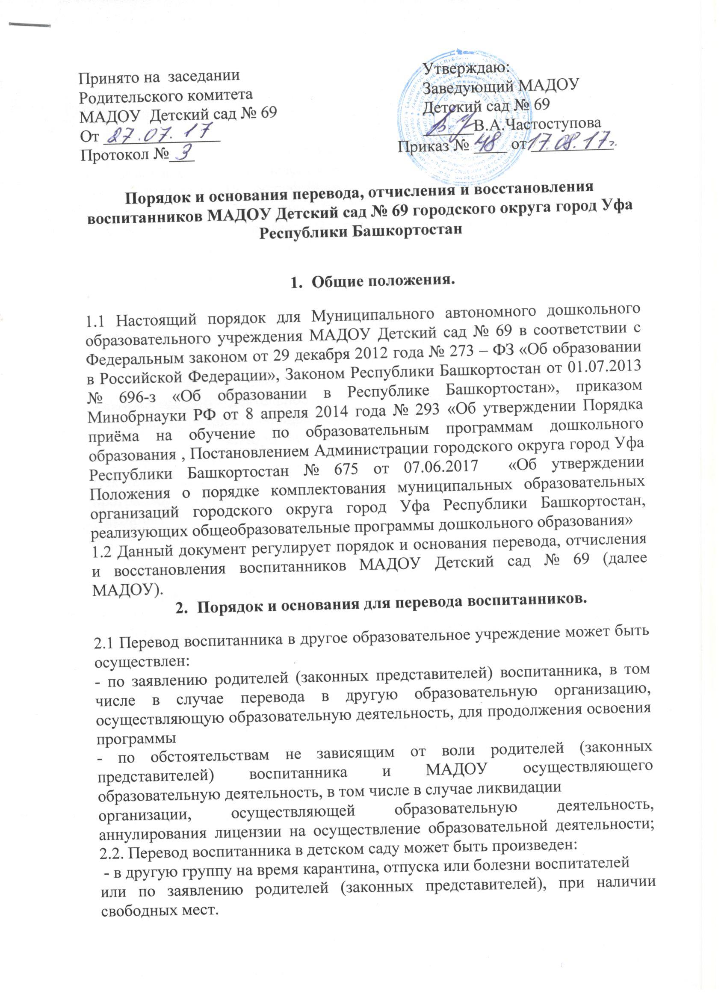 Принято на заседании
Родительского комитета
МАДОУ Детский сад № 69
От 27.07.17
Протокол № 3
Утверждаю:
Заведующий МАДОУ
Детский сад № 69
В.А.Частоступова
Приказ № 48 от 17.08.17г.
Порядок и основания перевода, отчисления и восстановления
воспитанников МАДОУ Детский сад № 69 городского округа город Уфа
Республики Башкортостан
1. Общие положения.
1.1 Настоящий порядок для Муниципального автономного дошкольного
образовательного учреждения МАДОУ Детский сад № 69 в соответствии с
Федеральным законом от 29 декабря 2012 года № 273 – ФЗ «Об образовании
в Российской Федерации», Законом Республики Башкортостан от 01.07.2013
№ 696-з «Об образовании в Республике Башкортостан», приказом
Минобрнауки РФ от 8 апреля 2014 года № 293 «Об утверждении Порядка
приёма на обучение по образовательным программам дошкольного
образования , Постановлением Администрации городского округа город Уфа
Республики Башкортостан № 675 от 07.06.2017 «Об утверждении
Положения о порядке комплектования муниципальных образовательных
организаций городского округа город Уфа Республики Башкортостан,
реализующих общеобразовательные программы дошкольного образования»
1.2 Данный документ регулирует порядок и основания перевода, отчисления
и восстановления воспитанников МАДОУ Детский сад № 69 (далее
МАДОУ).
2. Порядок и основания для перевода воспитанников.
2.1 Перевод воспитанника в другое образовательное учреждение может быть
осуществлен:
- по заявлению родителей (законных представителей) воспитанника, в том
числе в случае перевода в другую образовательную организацию,
осуществляющую образовательную деятельность, для продолжения освоения
программы
- по обстоятельствам не зависящим от воли родителей (законных
представителей) воспитанника и МАДОУ осуществляющего
образовательную деятельность, в том числе в случае ликвидации
организации, осуществляющей образовательную деятельность,
аннулирования лицензии на осуществление образовательной деятельности;
2.2. Перевод воспитанника в детском саду может быть произведен:
- в другую группу на время карантина, отпуска или болезни воспитателей
или по заявлению родителей (законных представителей), при наличии
свободных мест.